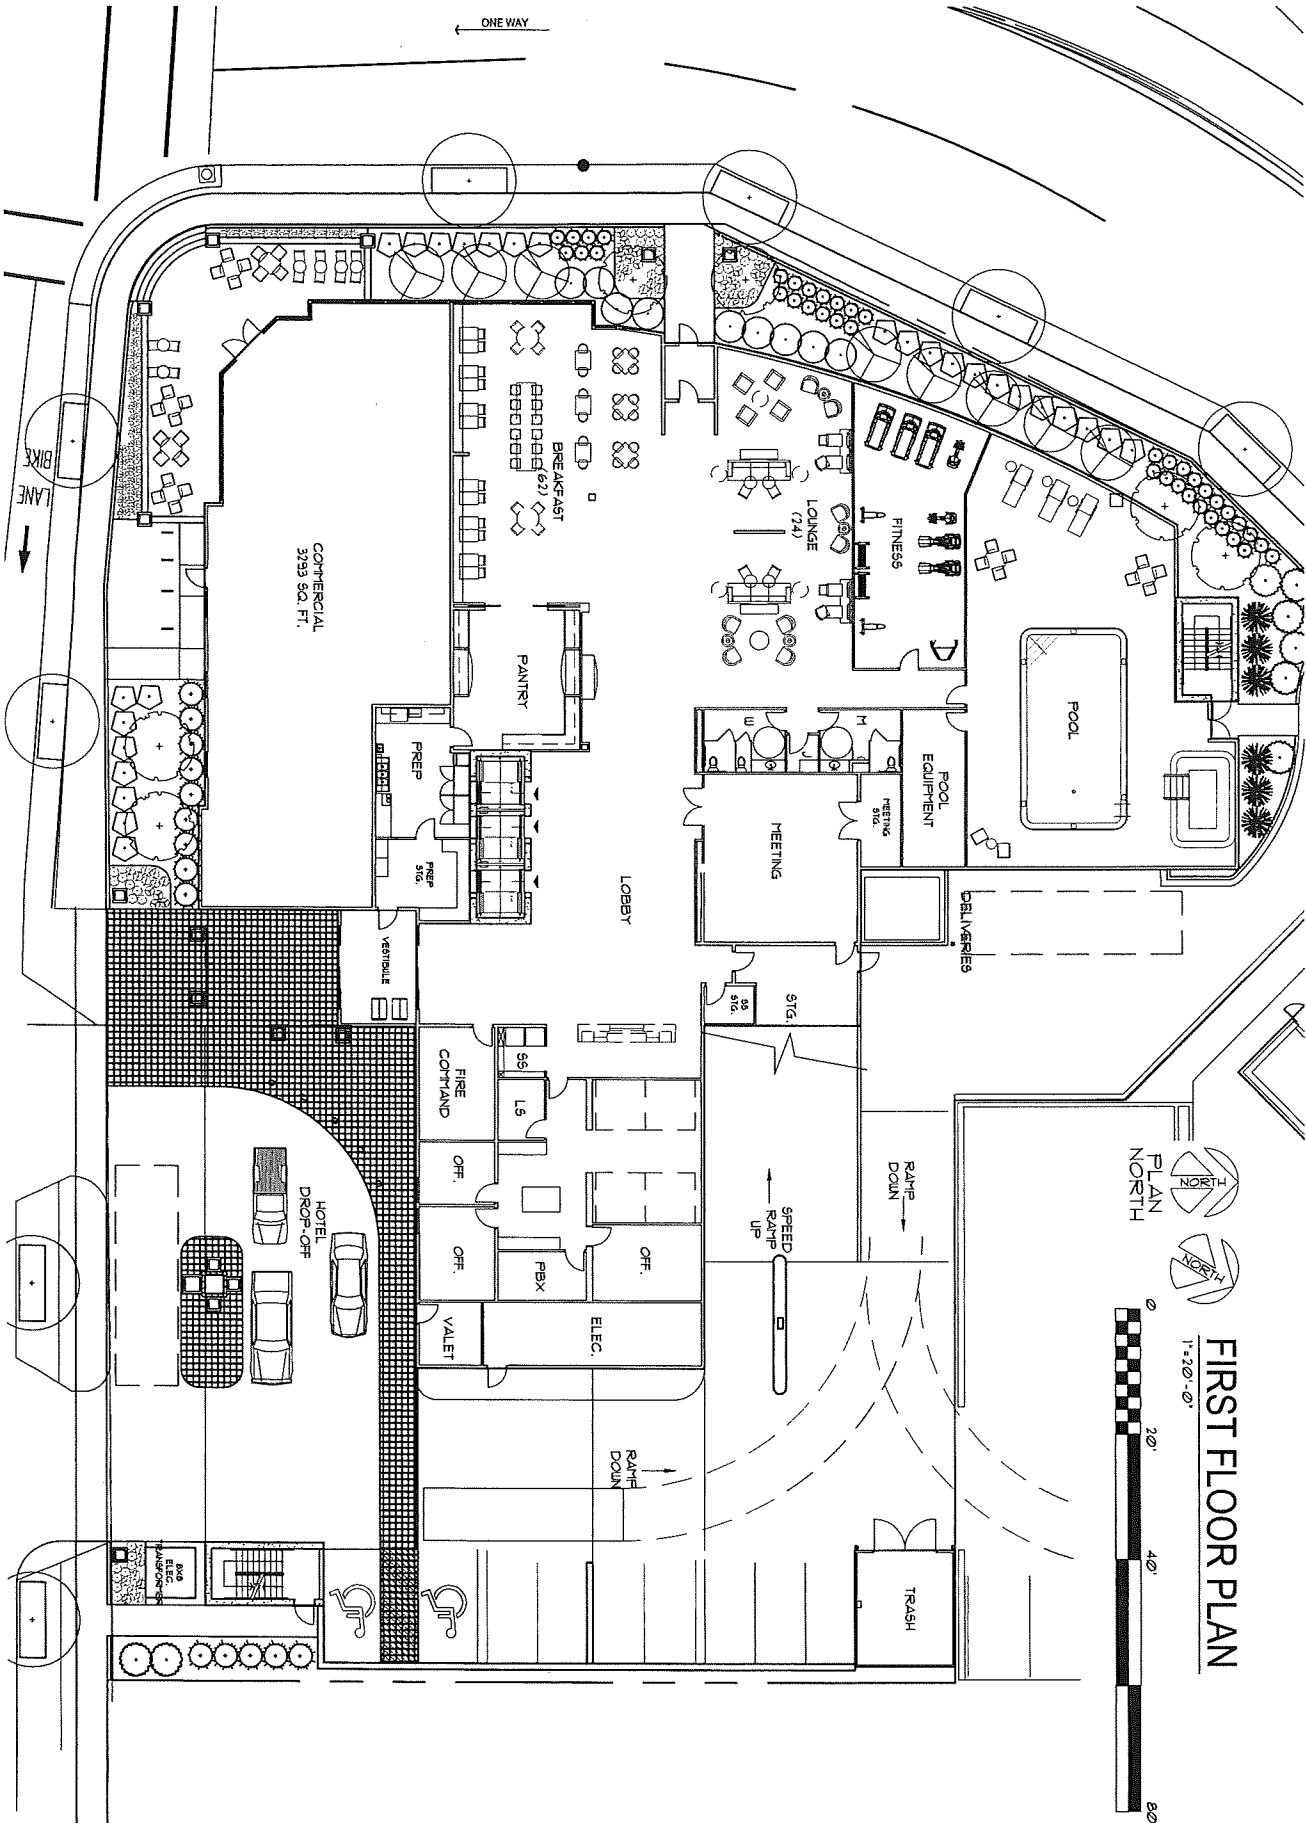 FIRST FLOOR PLAN
1"=20'-0"
0
20'
40'
80'
NORTH
PLAN
NORTH
NORTH
ONE WAY
BIKE
LANE
COMMERCIAL
3293 SQ. FT.
BREAKFAST
(62)
PANTRY
PREP
PREP
STG.
VESTIBULE
LOUNGE
(24)
FITNESS
POOL
POOL
EQUIPMENT
W
M
MEETING
MEETING
STG.
LOBBY
DELIVERIES
STG.
SS
STG.
SS
LS
FIRE
COMMAND
OFF.
OFF.
OFF.
PBX
VALET
ELEC.
RAMP
DOWN
SPEED
RAMP
UP
RAMP
DOWN
HOTEL
DROP-OFF
TRASH
8X8
ELEC.
TRANSFORMER